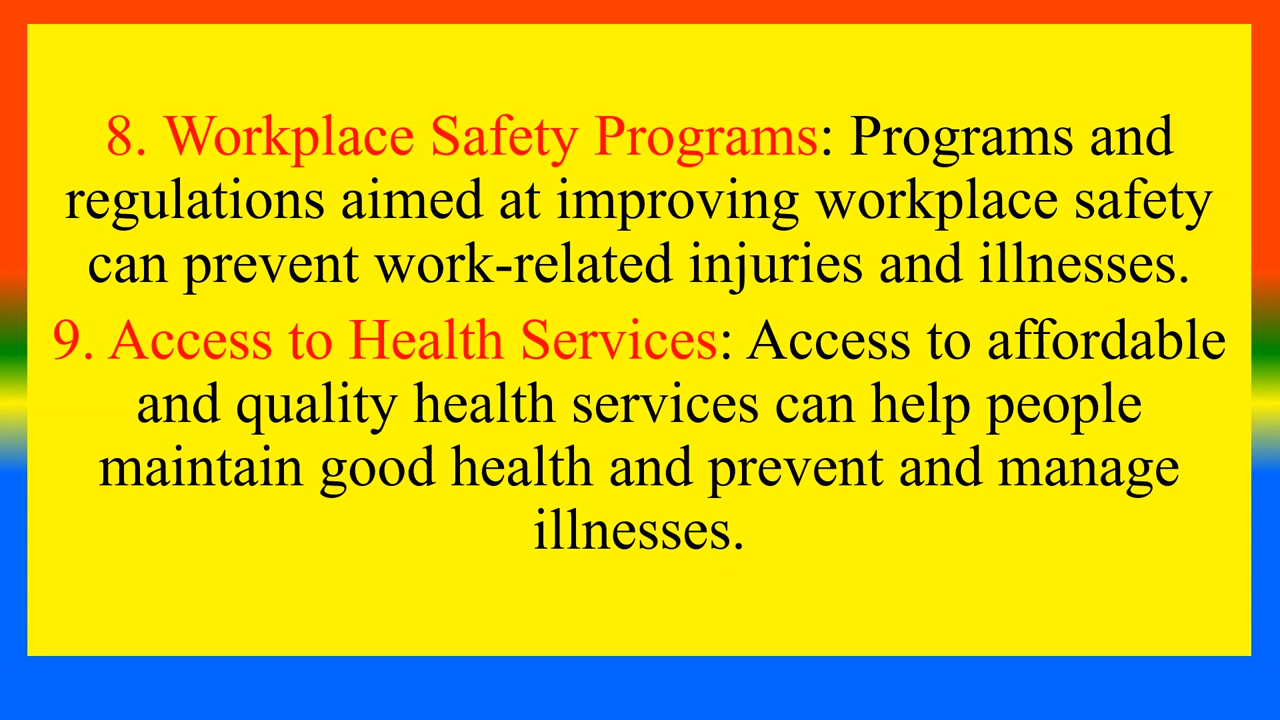 8. Workplace Safety Programs: Programs and
regulations aimed at improving workplace safety
can prevent work-related injuries and illnesses.
9. Access to Health Services: Access to affordable
and quality health services can help people
maintain good health and prevent and manage
illnesses.